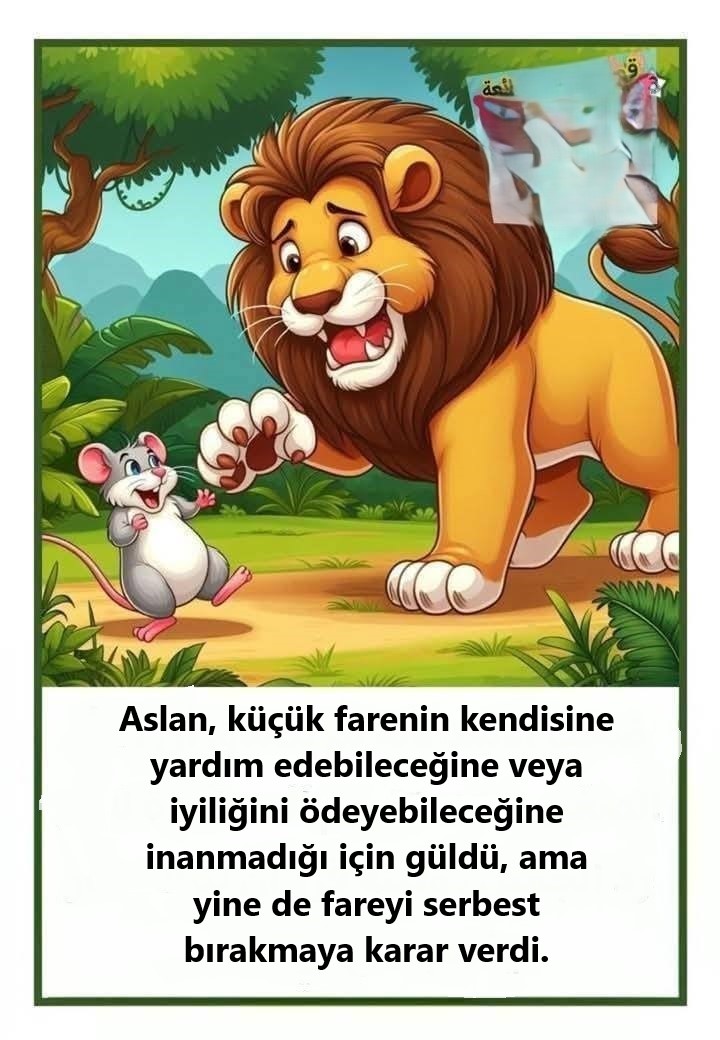 Aslan, küçük farenin kendisine
yardım edebileceğine veya
iyiliğini ödeyebileceğine
inanmadığı için güldü, ama
yine de fareyi serbest
bırakmaya karar verdi.